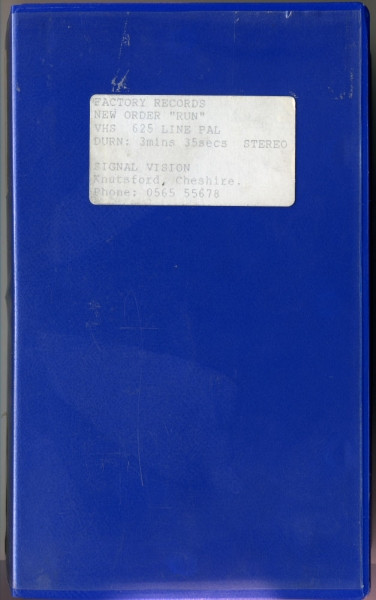 FACTORY RECORDS
NEW ORDER "RUN"
VHS 625 LINE PAL
DURN: 3mins 35secs STEREO
SIGNAL VISION
Knutsford, Cheshire.
Phone: 0565 55678